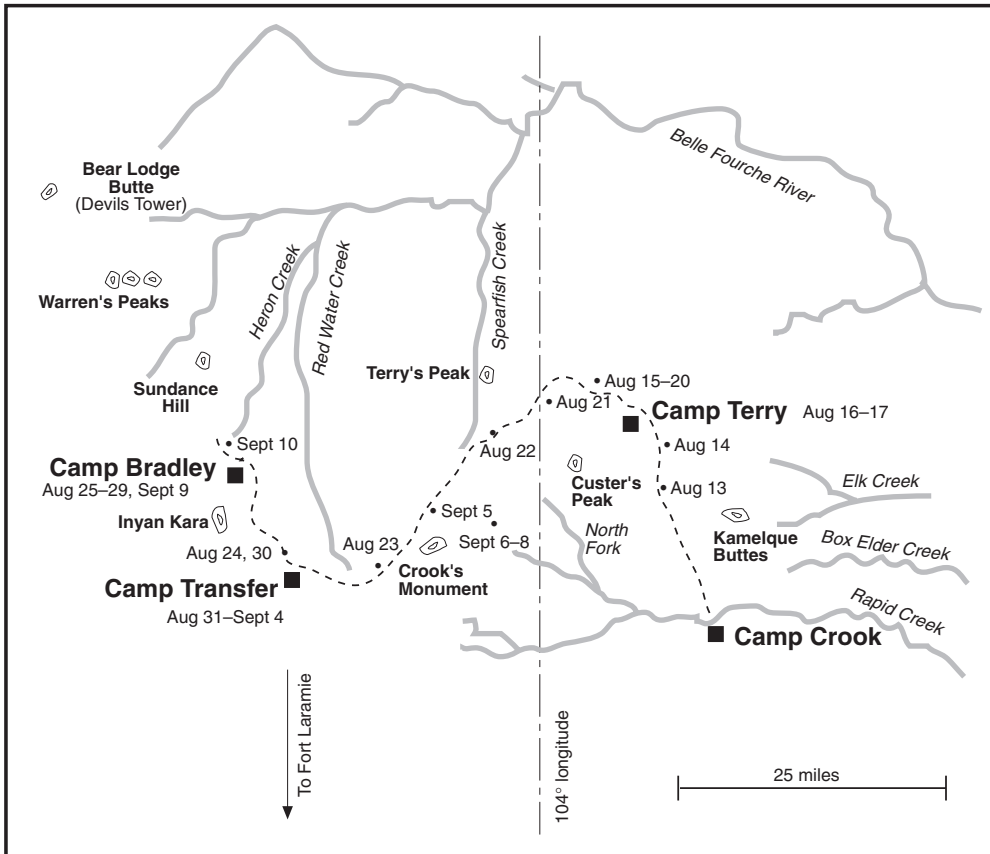 Belle Fourche River
Bear Lodge
Butte
(Devils Tower)
Warren's Peaks
Heron Creek
Red Water Creek
Spearfish Creek
Sundance
Hill
Terry's Peak
Aug 15–20
Aug 21
Camp Terry Aug 16–17
Sept 10
Aug 22
Aug 14
Camp Bradley
Aug 25–29, Sept 9
Custer's
Peak
Aug 13
Elk Creek
Inyan Kara
Sept 5
North
Fork
Kamelque
Buttes
Aug 24, 30
Aug 23
Sept 6–8
Box Elder Creek
Camp Transfer
Aug 31–Sept 4
Crook's
Monument
Rapid Creek
Camp Crook
To Fort Laramie
104° longitude
25 miles